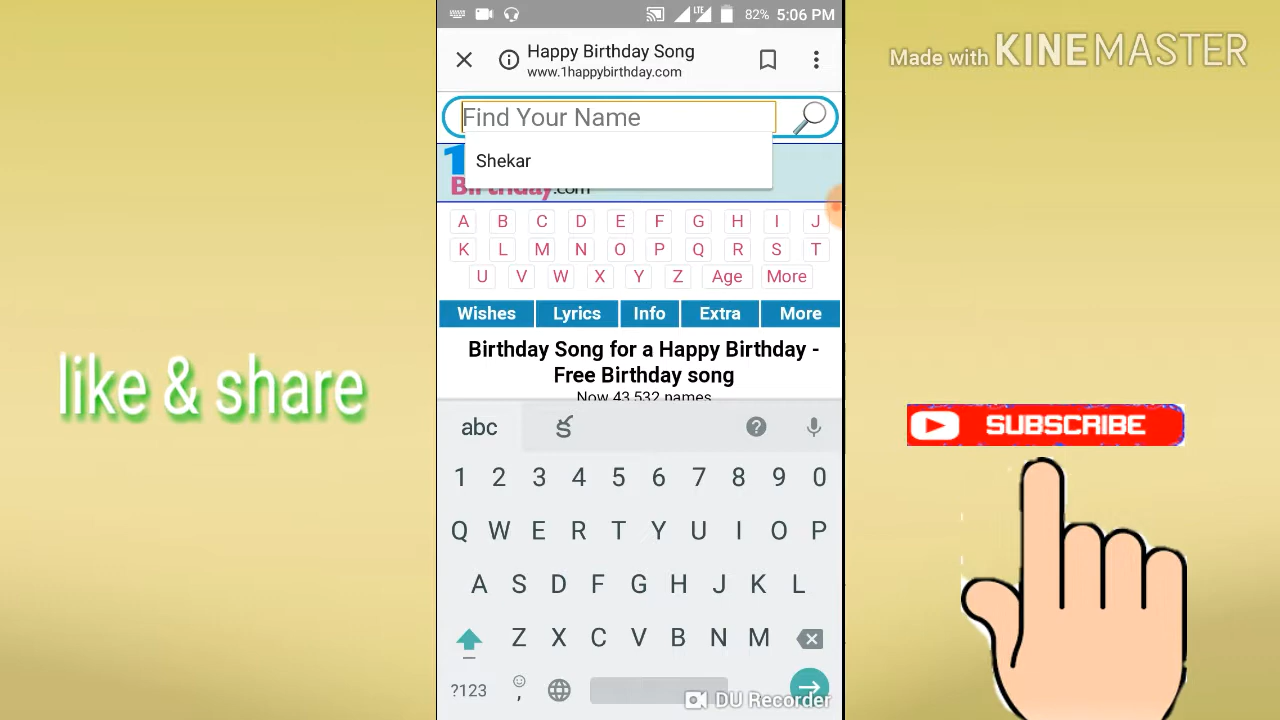 82% 5:06 PM
LTE
Made with KINEMASTER
Happy Birthday Song
www.1happybirthday.com
Find Your Name
Shekar
1
Birthday.com
A B C D E F G H I J
K L M N O P Q R S T
U V W X Y Z Age More
Wishes Lyrics Info Extra More
Birthday Song for a Happy Birthday -
Free Birthday song
Now 43,532 names
like & share
SUBSCRIBE
abc క
1 2 3 4 5 6 7 8 9 0
Q W E R T Y U I O P
A S D F G H J K L
Z X C V B N M
?123 ,
DU Recorder